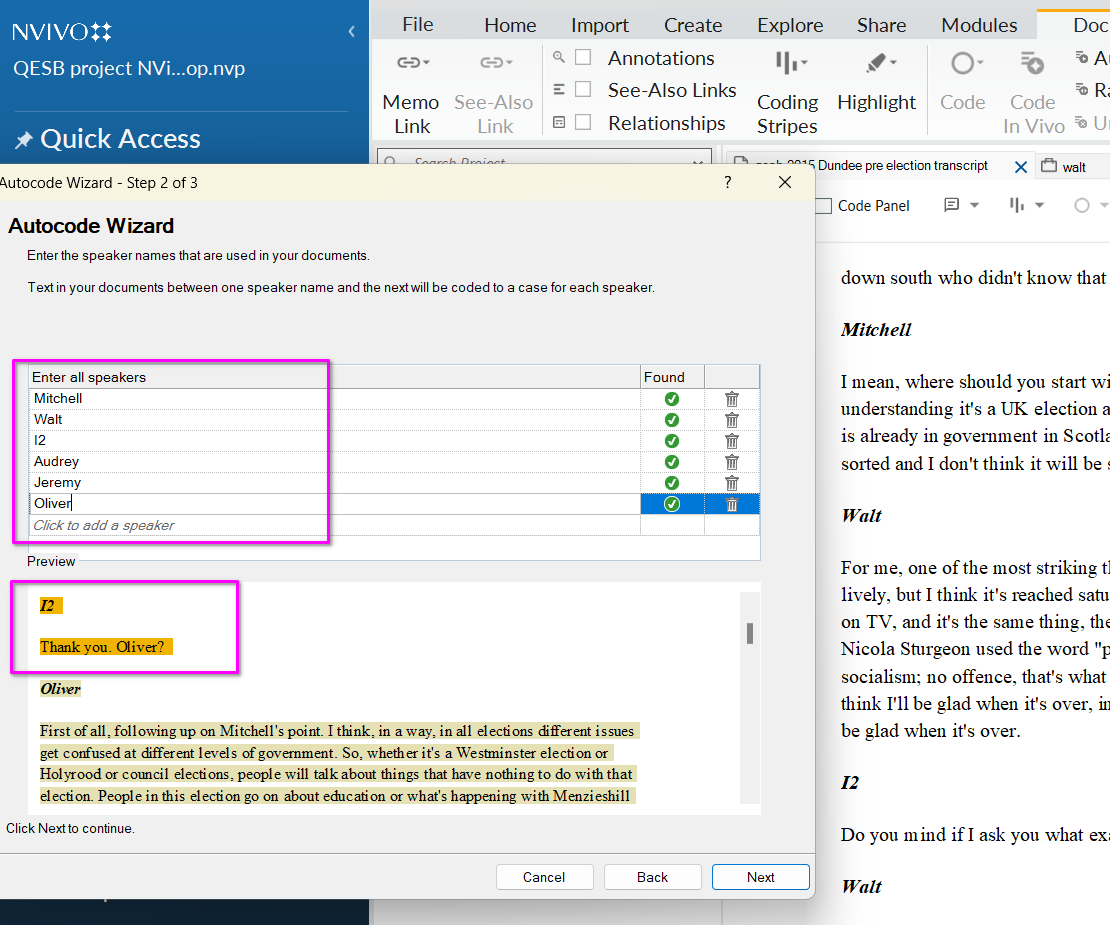 NVIVO
QESB project NVi...op.nvp
Quick Access
File Home Import Create Explore Share Modules Doc
Memo Link
See-Also Link
Annotations
See-Also Links
Relationships
Coding Stripes
Highlight
Code
Code In Vivo
Search Project
2015 Dundee pre election transcript
walt
Code Panel
Autocode Wizard - Step 2 of 3
?
Autocode Wizard
Enter the speaker names that are used in your documents.
Text in your documents between one speaker name and the next will be coded to a case for each speaker.
Enter all speakers Found
Mitchell
Walt
I2
Audrey
Jeremy
Oliver
Click to add a speaker
Preview
I2
Thank you. Oliver?
Oliver
First of all, following up on Mitchell's point. I think, in a way, in all elections different issues
get confused at different levels of government. So, whether it's a Westminster election or
Holyrood or council elections, people will talk about things that have nothing to do with that
election. People in this election go on about education or what's happening with Menzieshill
Click Next to continue.
Cancel Back Next
down south who didn't know that
Mitchell
I mean, where should you start wi
understanding it's a UK election a
is already in government in Scotla
sorted and I don't think it will be s
Walt
For me, one of the most striking th
lively, but I think it's reached satu
on TV, and it's the same thing, the
Nicola Sturgeon used the word "p
socialism; no offence, that's what
think I'll be glad when it's over, in
be glad when it's over.
I2
Do you mind if I ask you what exa
Walt